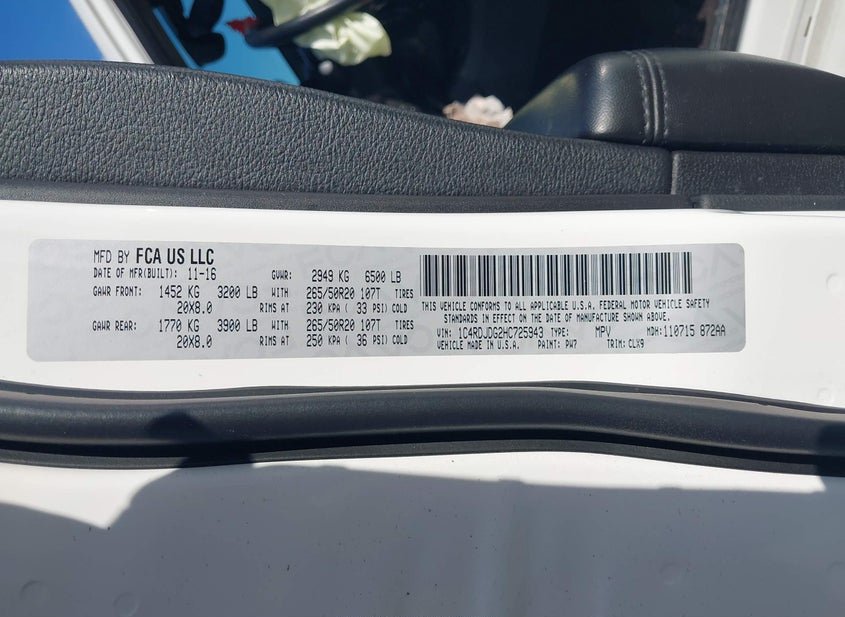 MFD BY FCA US LLC
DATE OF MFR(BUILT): 11-16 GVWR: 2949 KG 6500 LB
GAWR FRONT: 1452 KG 3200 LB WITH 265/50R20 107T TIRES
20X8.0 RIMS AT 230 KPA ( 33 PSI) COLD
GAWR REAR: 1770 KG 3900 LB WITH 265/50R20 107T TIRES
20X8.0 RIMS AT 250 KPA ( 36 PSI) COLD
THIS VEHICLE CONFORMS TO ALL APPLICABLE U.S.A. FEDERAL MOTOR VEHICLE SAFETY
STANDARDS IN EFFECT ON THE DATE OF MANUFACTURE SHOWN ABOVE.
VIN: 1C4RDJDG2HC725943 TYPE: MPV MDH: 110715 872AA
VEHICLE MADE IN U.S.A. PAINT: PW7 TRIM: CLX9